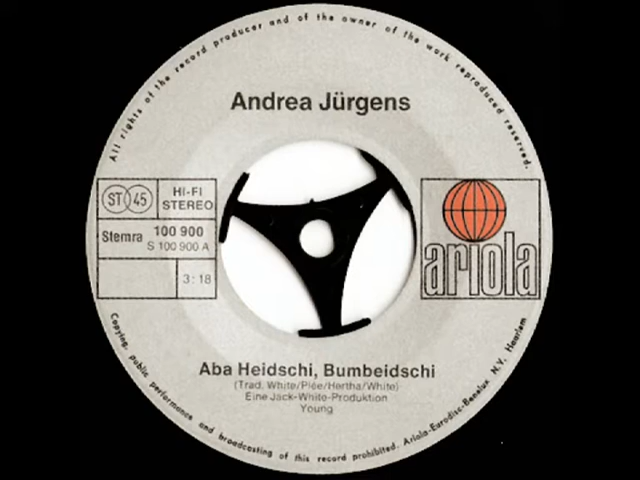 All rights of the record producer and of the owner of the work reproduced reserved.
Andrea Jürgens
ST 45
HI-FI
STEREO
Stemra 100 900
S 100 900 A
3:18
ariola
Aba Heidschi, Bumbeidschi
(Trad. White/Plée/Hertha/White)
Eine Jack-White-Produktion
Young
Copying, public performance and broadcasting of this record prohibited. Ariola-Eurodisc-Benelux N.V. Haarlem